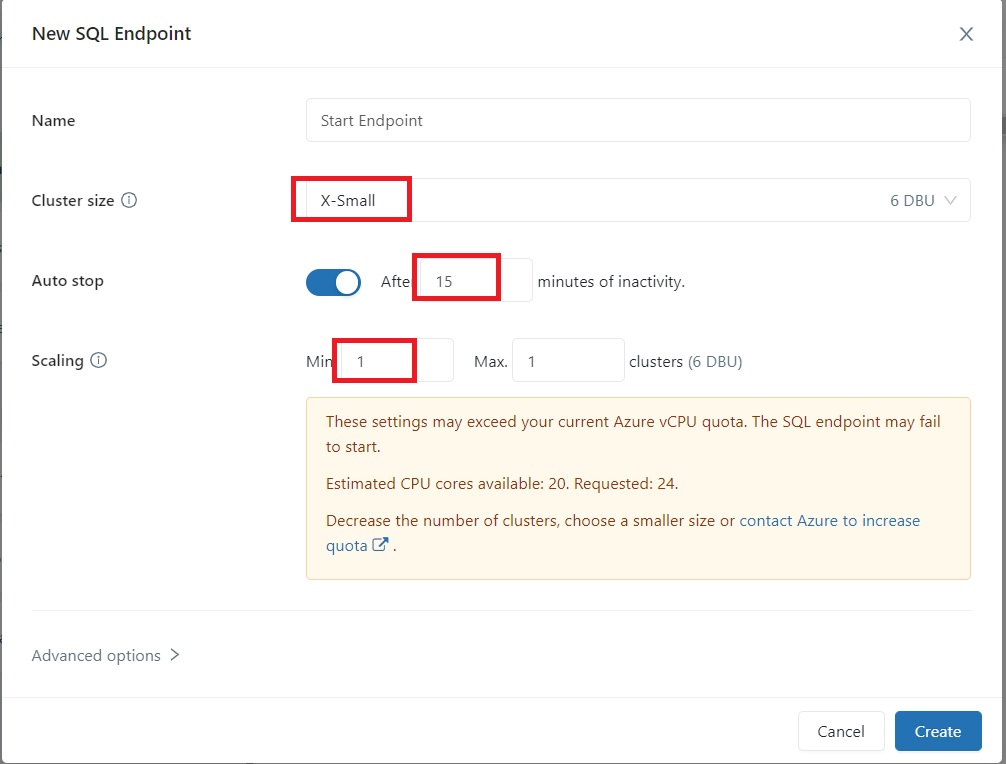 New SQL Endpoint
Name
Start Endpoint
Cluster size
X-Small
6 DBU
Auto stop
Afte 15 minutes of inactivity.
Scaling
Min 1 Max. 1 clusters (6 DBU)
These settings may exceed your current Azure vCPU quota. The SQL endpoint may fail
to start.
Estimated CPU cores available: 20. Requested: 24.
Decrease the number of clusters, choose a smaller size or contact Azure to increase
quota .
Advanced options
Cancel
Create